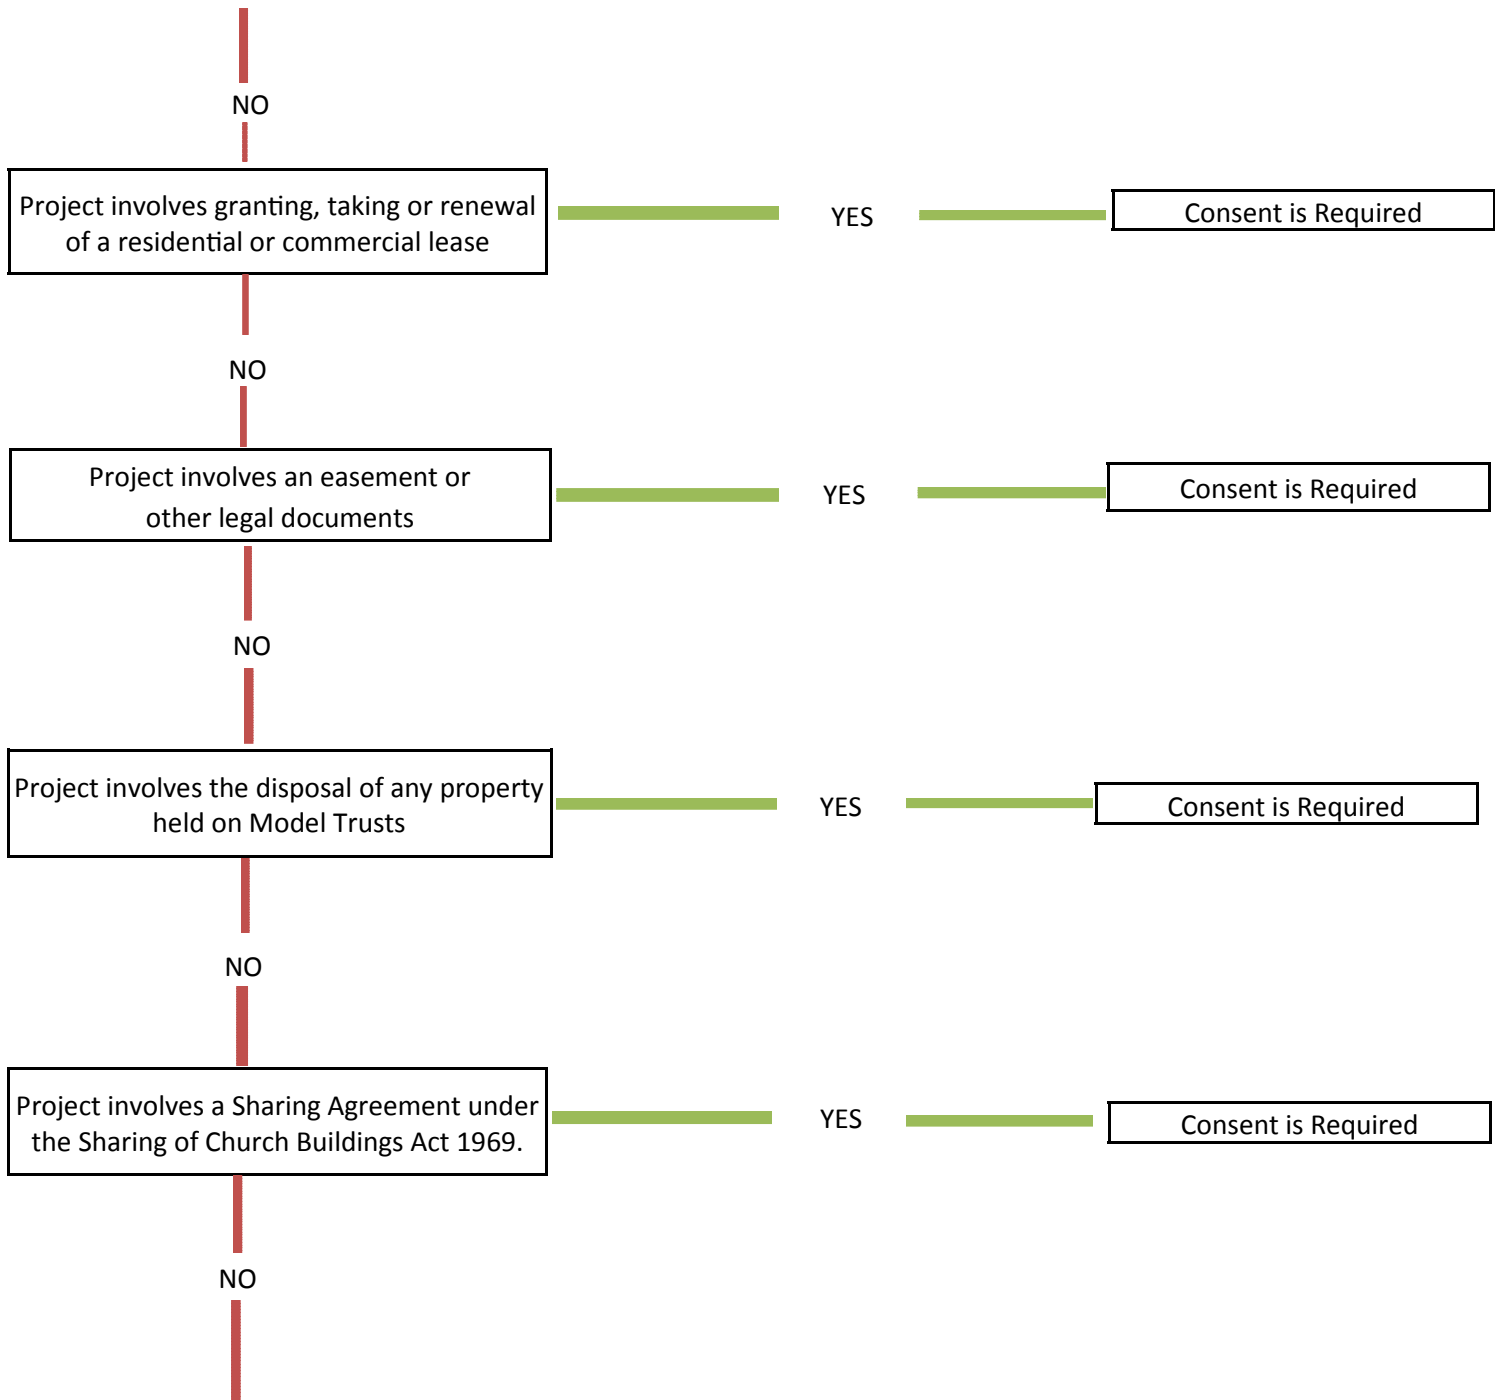 NO
Project involves granting, taking or renewal
of a residential or commercial lease
YES
Consent is Required
NO
Project involves an easement or
other legal documents
YES
Consent is Required
NO
Project involves the disposal of any property
held on Model Trusts
YES
Consent is Required
NO
Project involves a Sharing Agreement under
the Sharing of Church Buildings Act 1969.
YES
Consent is Required
NO